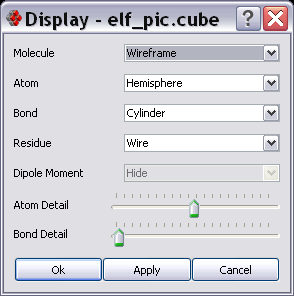 Display - elf_pic.cube ?
Molecule Wireframe
Atom Hemisphere
Bond Cylinder
Residue Wire
Dipole Moment Hide
Atom Detail
Bond Detail
Ok Apply Cancel